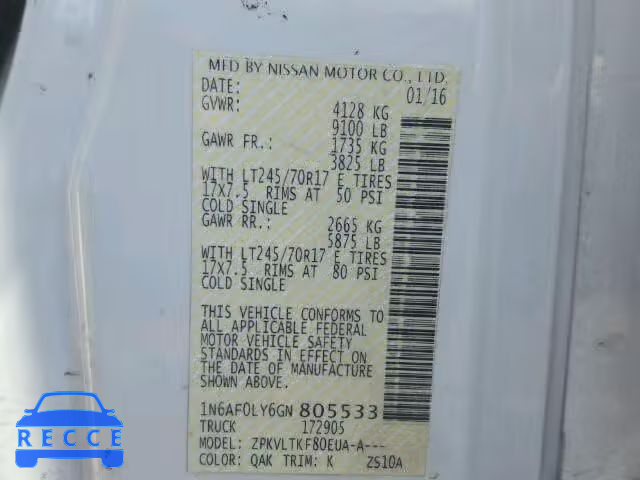 MFD BY NISSAN MOTOR CO., LTD.
DATE: 01/16
GVWR: 4128 KG
9100 LB
GAWR FR.: 1735 KG
3825 LB
WITH LT245/70R17 E TIRES
17X7.5 RIMS AT 50 PSI
COLD SINGLE
GAWR RR.: 2665 KG
5875 LB
WITH LT245/70R17 E TIRES
17X7.5 RIMS AT 80 PSI
COLD SINGLE
THIS VEHICLE CONFORMS TO
ALL APPLICABLE FEDERAL
MOTOR VEHICLE SAFETY
STANDARDS IN EFFECT ON
THE DATE OF MANUFACTURE
SHOWN ABOVE.
1N6AF0LY6GN 805533
TRUCK 172905
MODEL: ZPKVLTKF80EUA-A---
COLOR: QAK TRIM: K ZS10A
RECCE